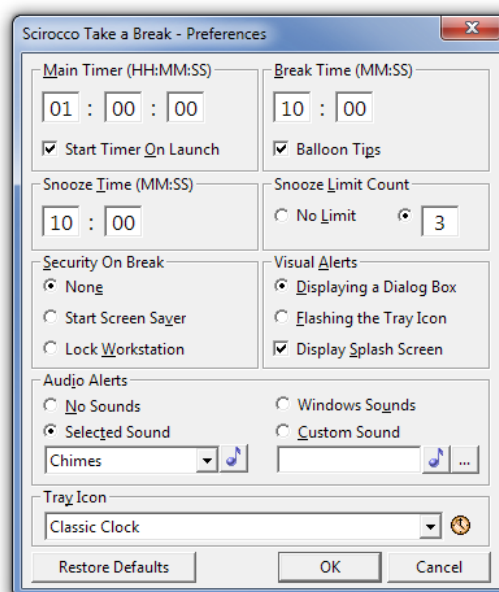 Scirocco Take a Break - Preferences
Main Timer (HH:MM:SS)
01 : 00 : 00
Start Timer On Launch
Break Time (MM:SS)
10 : 00
Balloon Tips
Snooze Time (MM:SS)
10 : 00
Snooze Limit Count
No Limit
3
Security On Break
None
Start Screen Saver
Lock Workstation
Visual Alerts
Displaying a Dialog Box
Flashing the Tray Icon
Display Splash Screen
Audio Alerts
No Sounds
Selected Sound
Chimes
Windows Sounds
Custom Sound
...
Tray Icon
Classic Clock
Restore Defaults
OK
Cancel